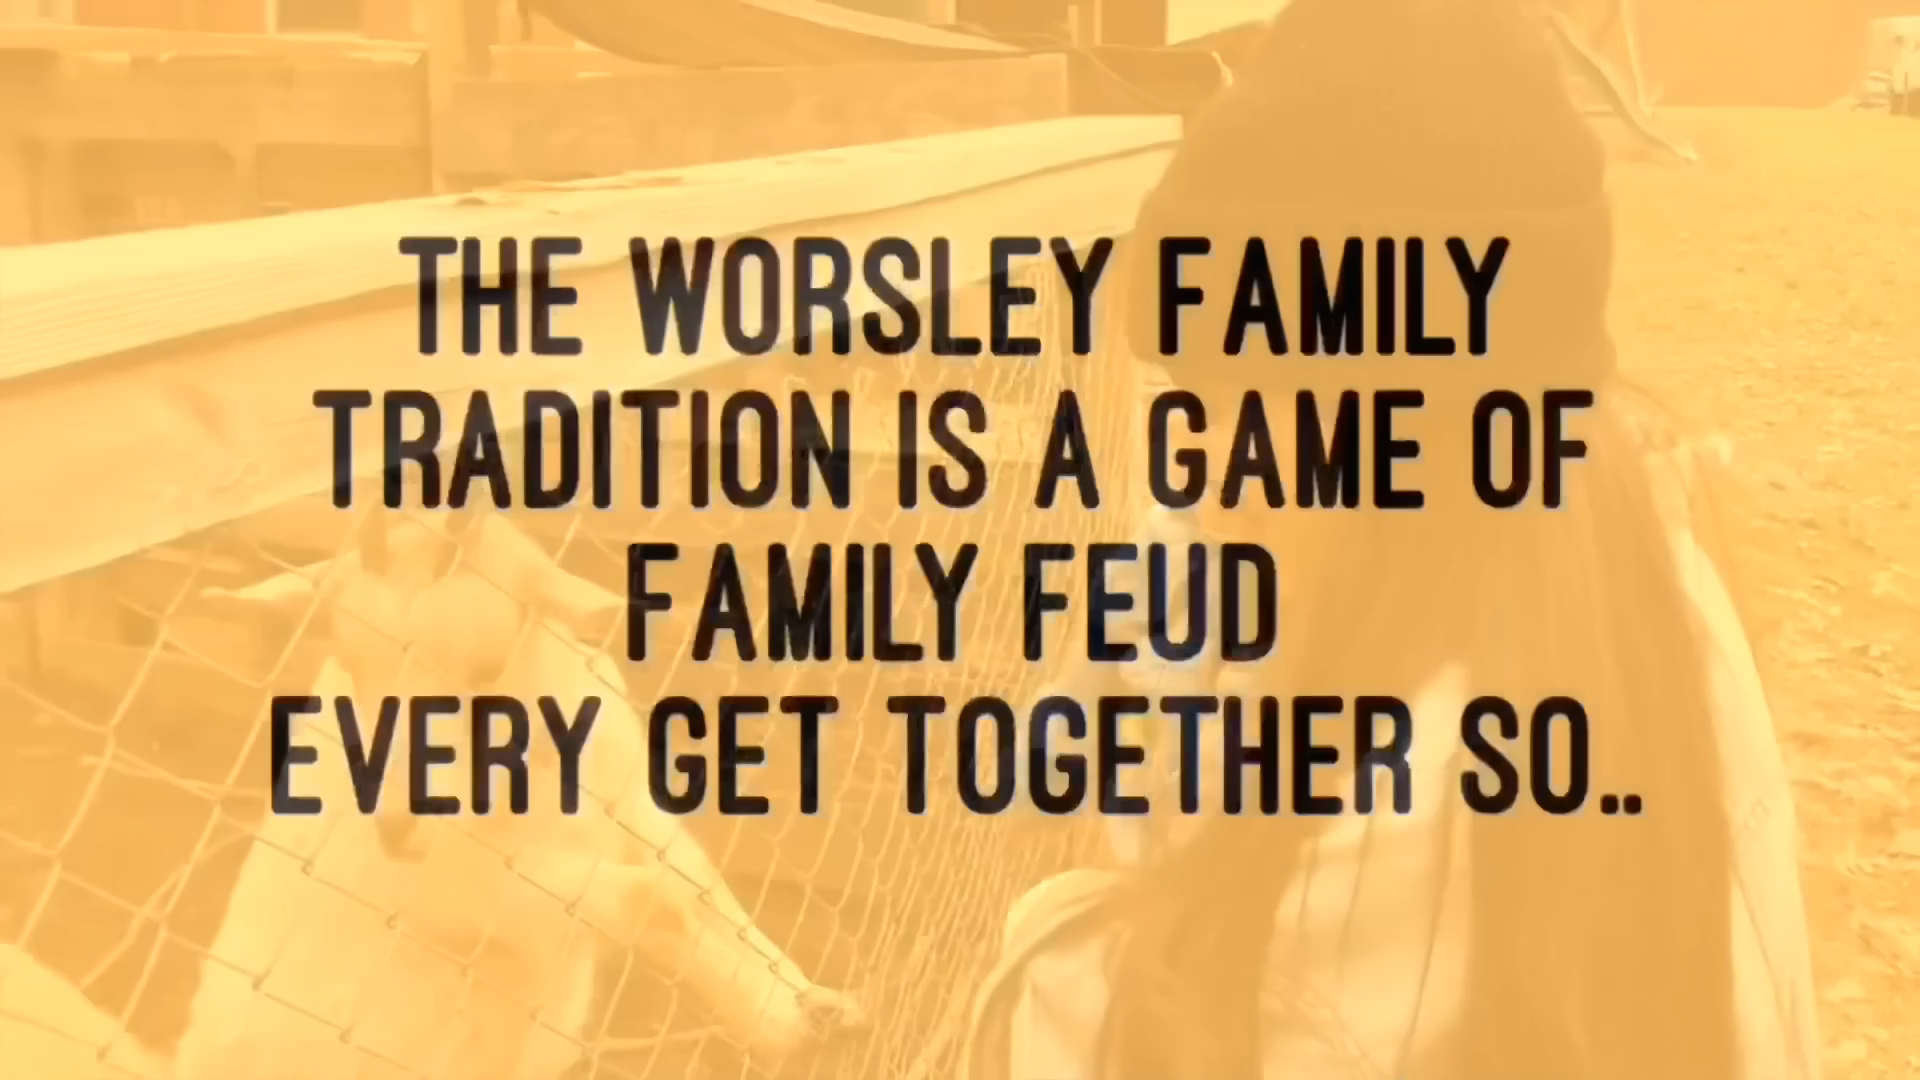 THE WORSLEY FAMILY
TRADITION IS A GAME OF
FAMILY FEUD
EVERY GET TOGETHER SO..